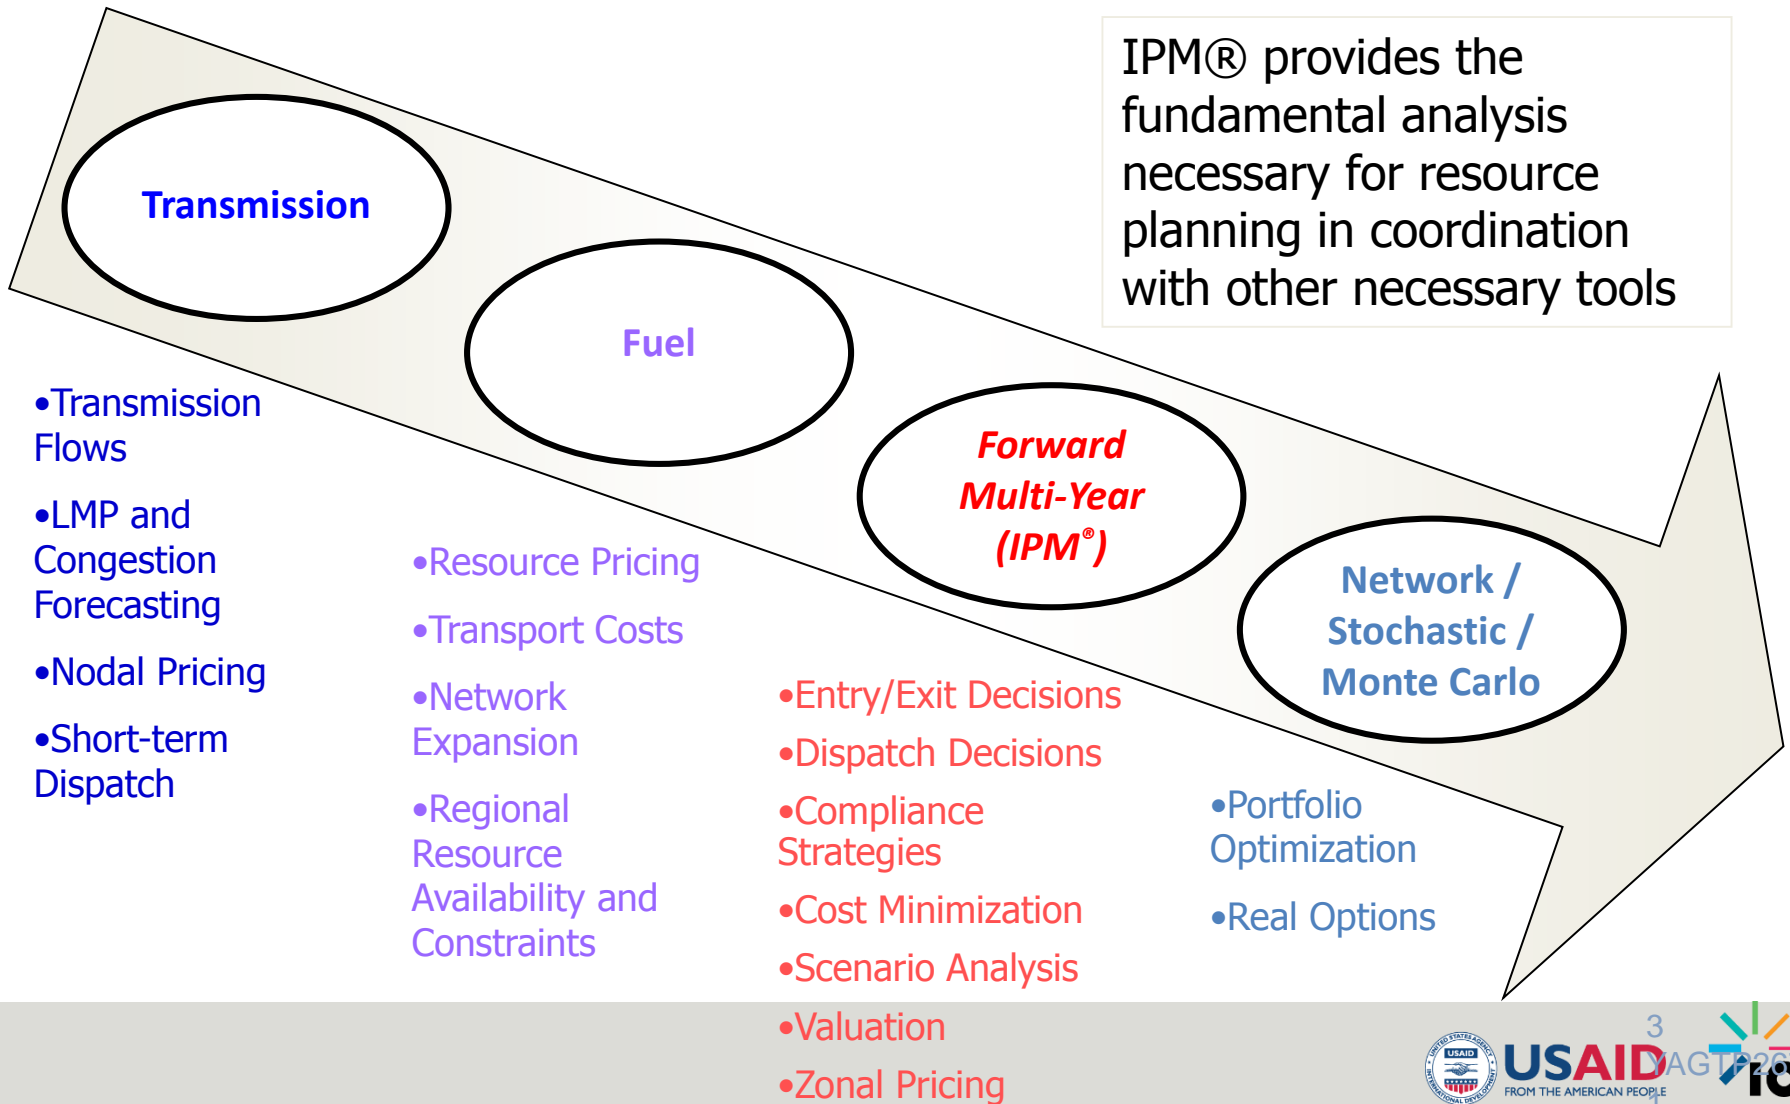 IPM® provides the
fundamental analysis
necessary for resource
planning in coordination
with other necessary tools
Transmission
Fuel
Forward
Multi-Year
(IPM®)
Network /
Stochastic /
Monte Carlo
•Transmission
Flows
•LMP and
Congestion
Forecasting
•Nodal Pricing
•Short-term
Dispatch
•Resource Pricing
•Transport Costs
•Network
Expansion
•Regional
Resource
Availability and
Constraints
•Entry/Exit Decisions
•Dispatch Decisions
•Compliance
Strategies
•Cost Minimization
•Scenario Analysis
•Valuation
•Zonal Pricing
•Portfolio
Optimization
•Real Options
USAID
USAID
FROM THE AMERICAN PEOPLE
3